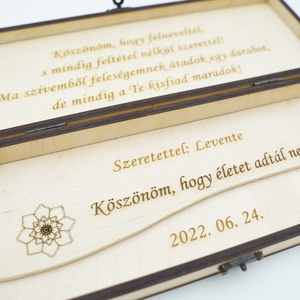 Köszönöm, hogy felneveltél,
s mindig feltétel nélkül szerettél!
Ma szívemből feleségemnek átadok egy darabot,
de mindig a Te kisfiad maradok!
Szeretettel: Levente
Köszönöm, hogy életet adtál ne
2022. 06. 24.